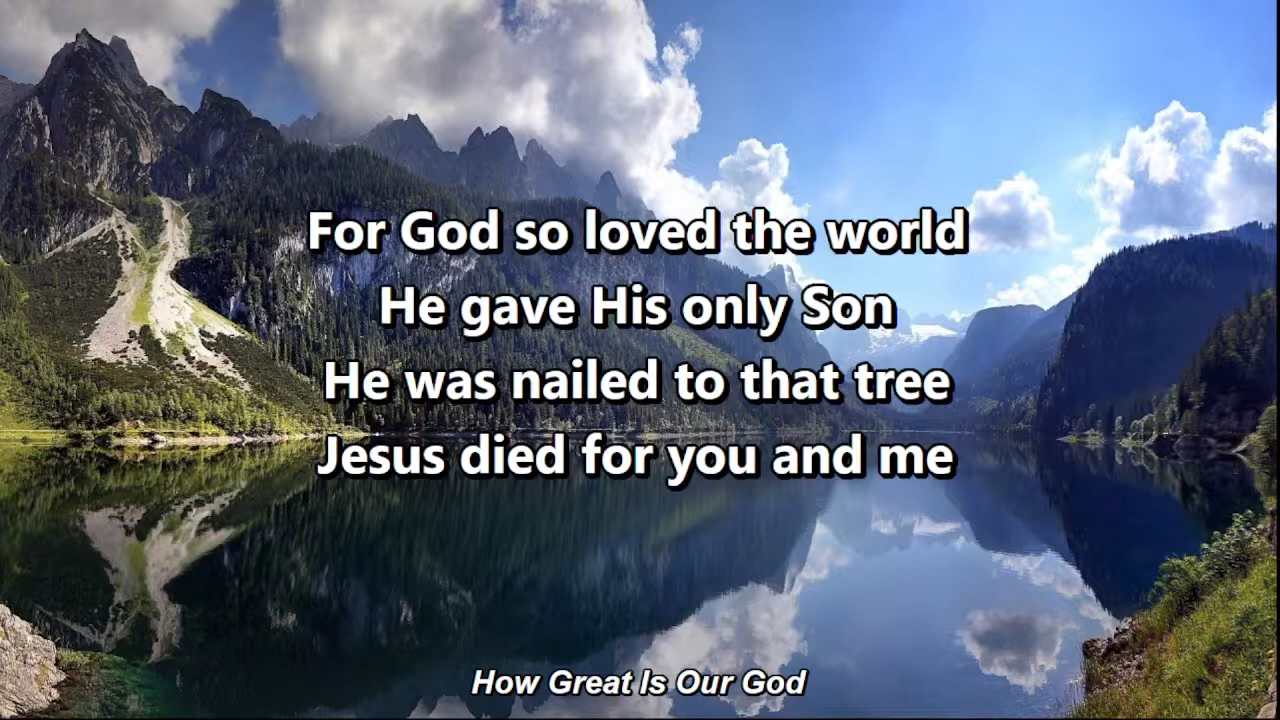 For God so loved the world
He gave His only Son
He was nailed to that tree
Jesus died for you and me
How Great Is Our God